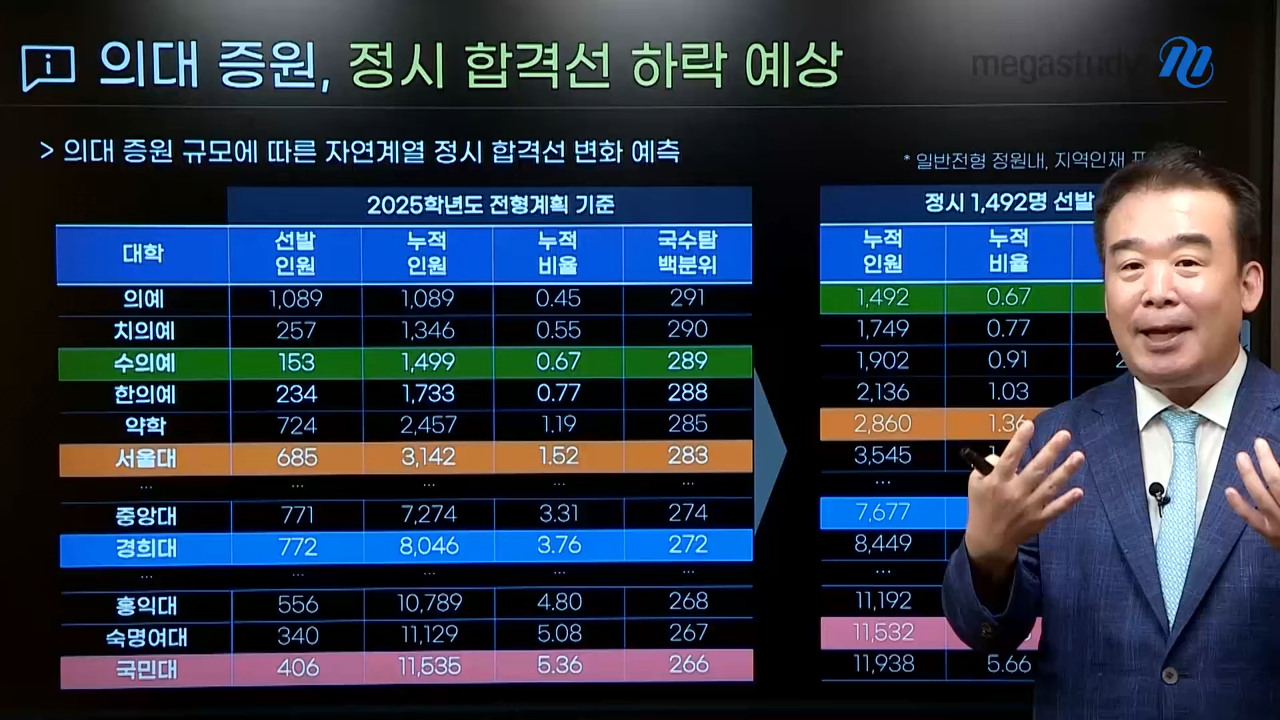 의대 증원, 정시 합격선 하락 예상
megastudy
> 의대 증원 규모에 따른 자연계열 정시 합격선 변화 예측
* 일반전형 정원내, 지역인재
2025학년도 전형계획 기준
정시 1,492명 선발
대학 선발 인원 누적 인원 누적 비율 국수탐 백분위 누적 인원 누적 비율
의예 1,089 1,089 0.45 291 1,492 0.67
치의예 257 1,346 0.55 290 1,749 0.77
수의예 153 1,499 0.67 289 1,902 0.91
한의예 234 1,733 0.77 288 2,136 1.03
약학 724 2,457 1.19 285 2,860 1.36
서울대 685 3,142 1.52 283 3,545
... ... ... ... ... ...
중앙대 771 7,274 3.31 274 7,677
경희대 772 8,046 3.76 272 8,449
... ... ... ... ... ...
홍익대 556 10,789 4.80 268 11,192
숙명여대 340 11,129 5.08 267 11,532
국민대 406 11,535 5.36 266 11,938 5.66